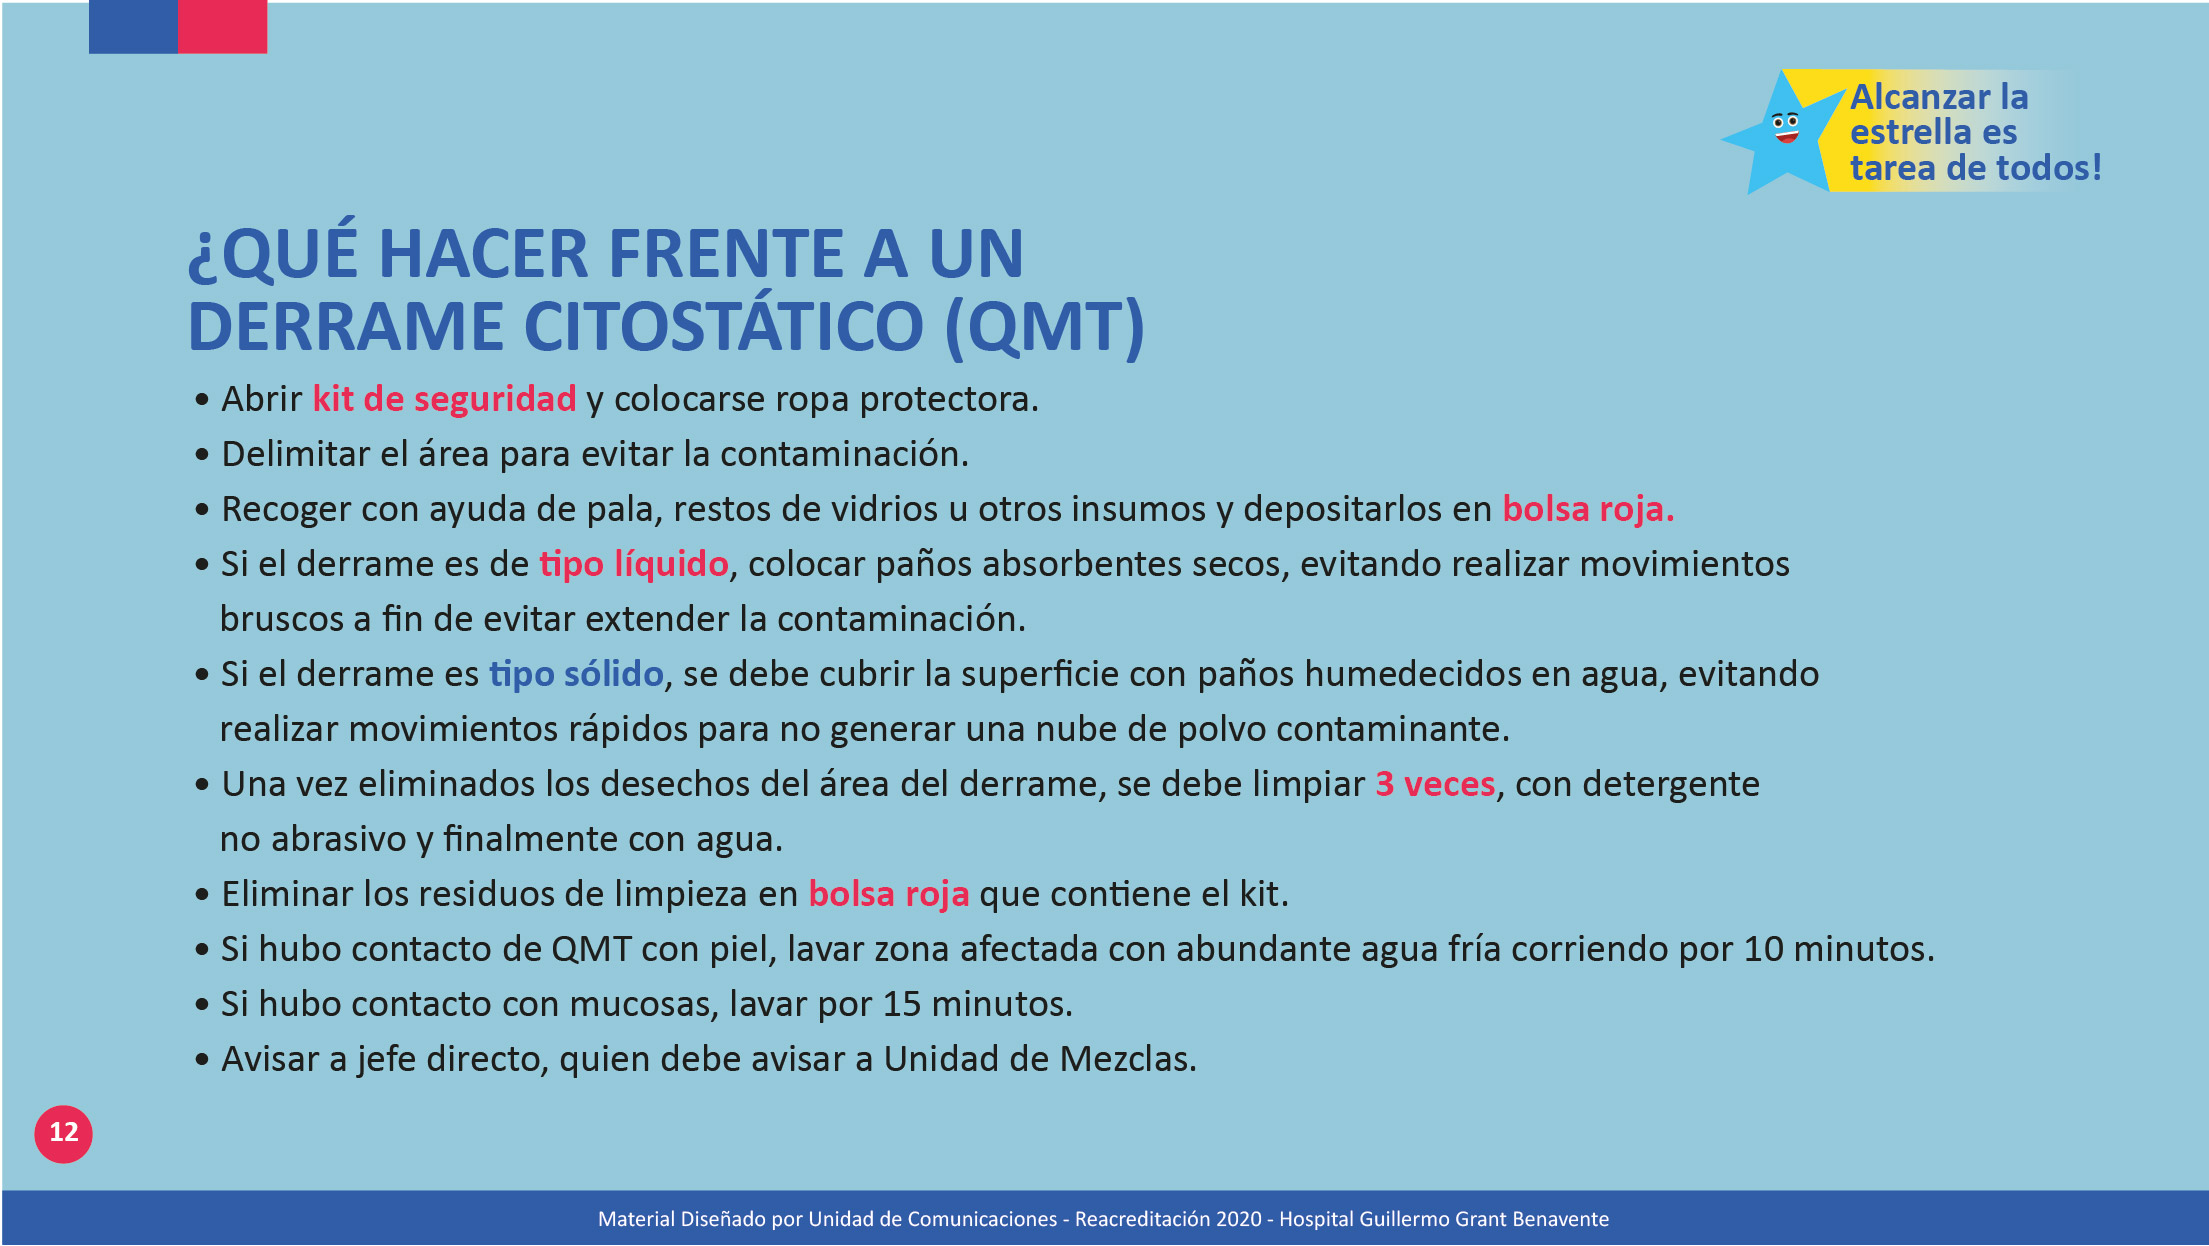 Alcanzar la
estrella es
tarea de todos!
¿QUÉ HACER FRENTE A UN
DERRAME CITOSTÁTICO (QMT)
• Abrir kit de seguridad y colocarse ropa protectora.
• Delimitar el área para evitar la contaminación.
• Recoger con ayuda de pala, restos de vidrios u otros insumos y depositarlos en bolsa roja.
• Si el derrame es de tipo líquido, colocar paños absorbentes secos, evitando realizar movimientos
bruscos a fin de evitar extender la contaminación.
• Si el derrame es tipo sólido, se debe cubrir la superficie con paños humedecidos en agua, evitando
realizar movimientos rápidos para no generar una nube de polvo contaminante.
• Una vez eliminados los desechos del área del derrame, se debe limpiar 3 veces, con detergente
no abrasivo y finalmente con agua.
• Eliminar los residuos de limpieza en bolsa roja que contiene el kit.
• Si hubo contacto de QMT con piel, lavar zona afectada con abundante agua fría corriendo por 10 minutos.
• Si hubo contacto con mucosas, lavar por 15 minutos.
• Avisar a jefe directo, quien debe avisar a Unidad de Mezclas.
12
Material Diseñado por Unidad de Comunicaciones - Reacreditación 2020 - Hospital Guillermo Grant Benavente